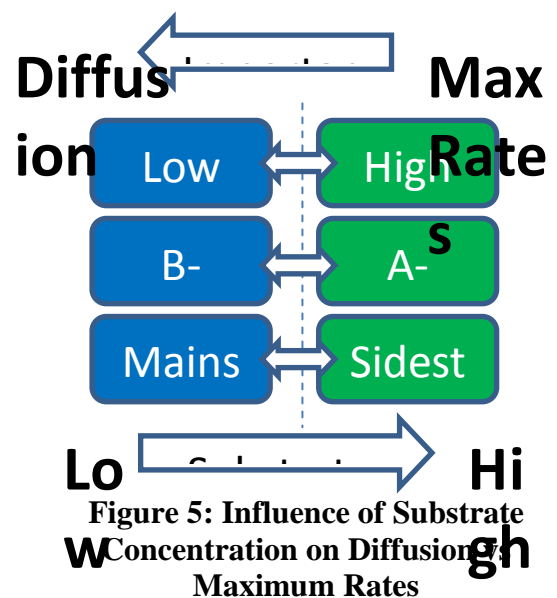 Diffus
ion
Max
Rate
s
Low
High
B-
A-
Mains
Sidest
Lo
w
Hi
gh
Figure 5: Influence of Substrate
Concentration on Diffusion vs
Maximum Rates